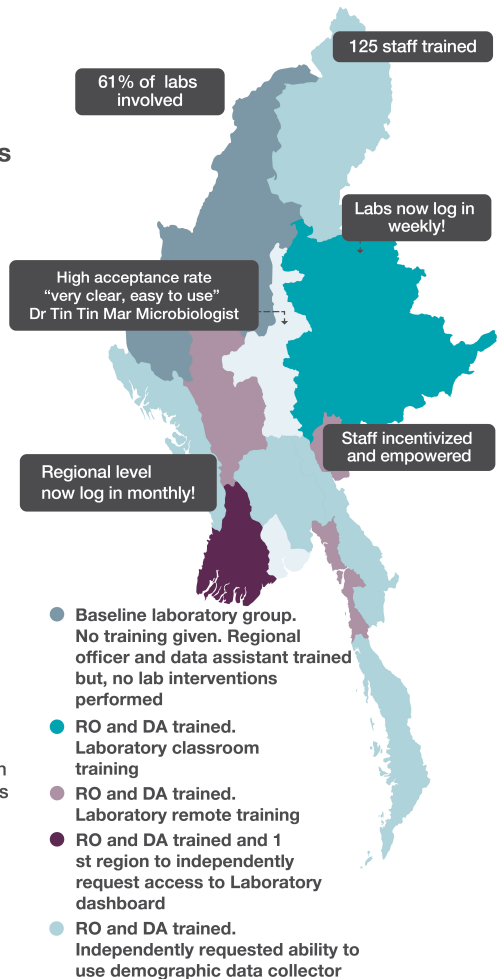 125 staff trained
61% of labs
involved
s
Labs now log in
weekly!
High acceptance rate
“very clear, easy to use”
Dr Tin Tin Mar Microbiologist
Staff incentivized
and empowered
Regional level
now log in monthly!
Baseline laboratory group.
No training given. Regional
officer and data assistant trained
but, no lab interventions
performed
RO and DA trained.
Laboratory classroom
training
n
s
RO and DA trained.
Laboratory remote training
RO and DA trained and 1
st region to independently
request access to Laboratory
dashboard
RO and DA trained.
Independently requested ability to
use demographic data collector